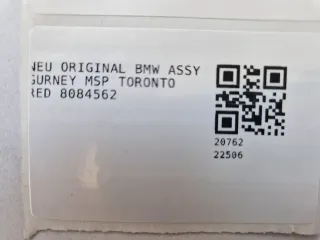 NEU ORIGINAL BMW ASSY
GURNEY MSP TORONTO
RED 8084562
20762
22506